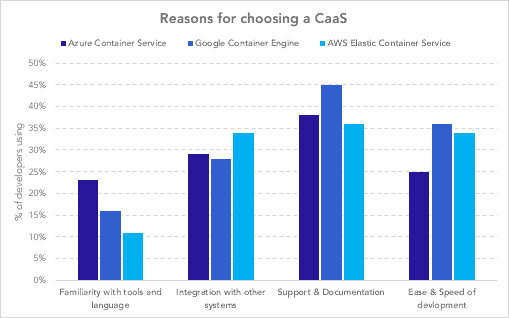 Reasons for choosing a CaaS
Azure Container Service
Google Container Engine
AWS Elastic Container Service
% of developers using
50%
45%
40%
35%
30%
25%
20%
15%
10%
5%
0%
Familiarity with tools and
language
Integration with other
systems
Support & Documentation
Ease & Speed of
devlopment